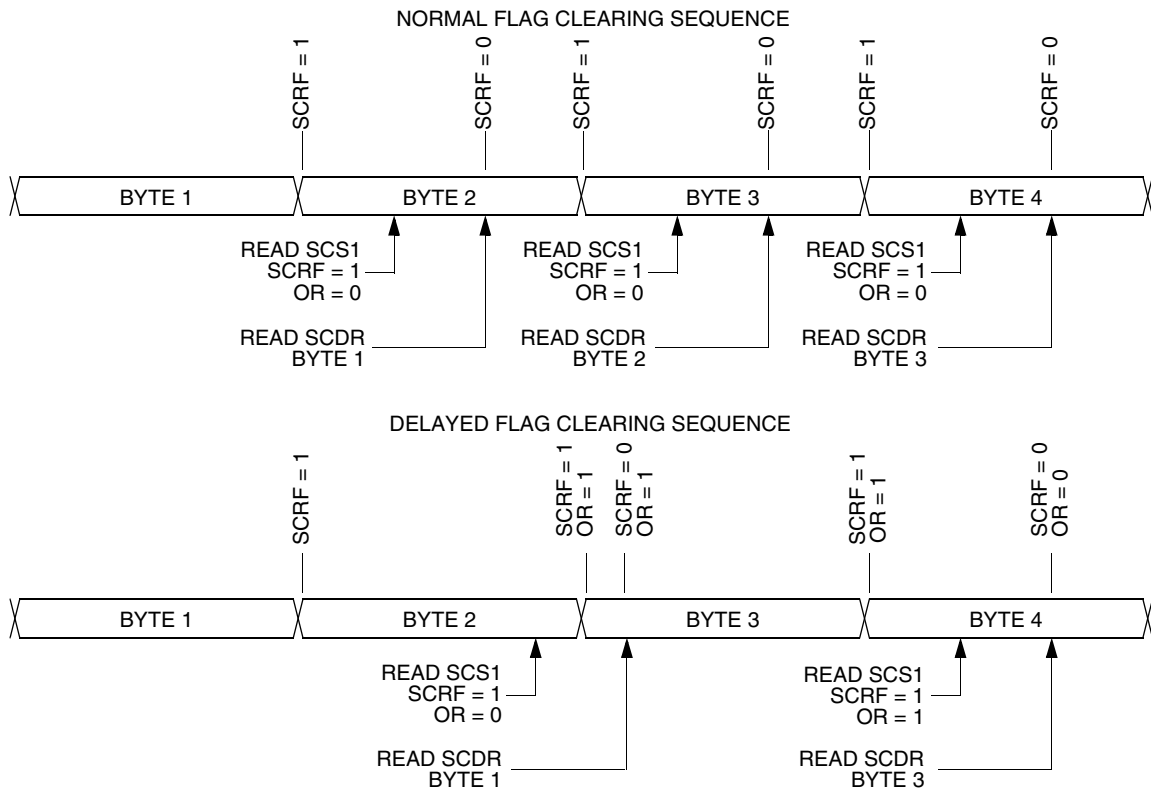 NORMAL FLAG CLEARING SEQUENCE
SCRF = 1
SCRF = 0
SCRF = 1
SCRF = 0
SCRF = 1
SCRF = 0
BYTE 1
BYTE 2
BYTE 3
BYTE 4
READ SCS1
SCRF = 1
OR = 0
READ SCS1
SCRF = 1
OR = 0
READ SCS1
SCRF = 1
OR = 0
READ SCDR
BYTE 1
READ SCDR
BYTE 2
READ SCDR
BYTE 3
DELAYED FLAG CLEARING SEQUENCE
SCRF = 1
SCRF = 1
OR = 1
SCRF = 0
OR = 1
SCRF = 1
OR = 1
SCRF = 0
OR = 0
BYTE 1
BYTE 2
BYTE 3
BYTE 4
READ SCS1
SCRF = 1
OR = 0
READ SCS1
SCRF = 1
OR = 1
READ SCDR
BYTE 1
READ SCDR
BYTE 3